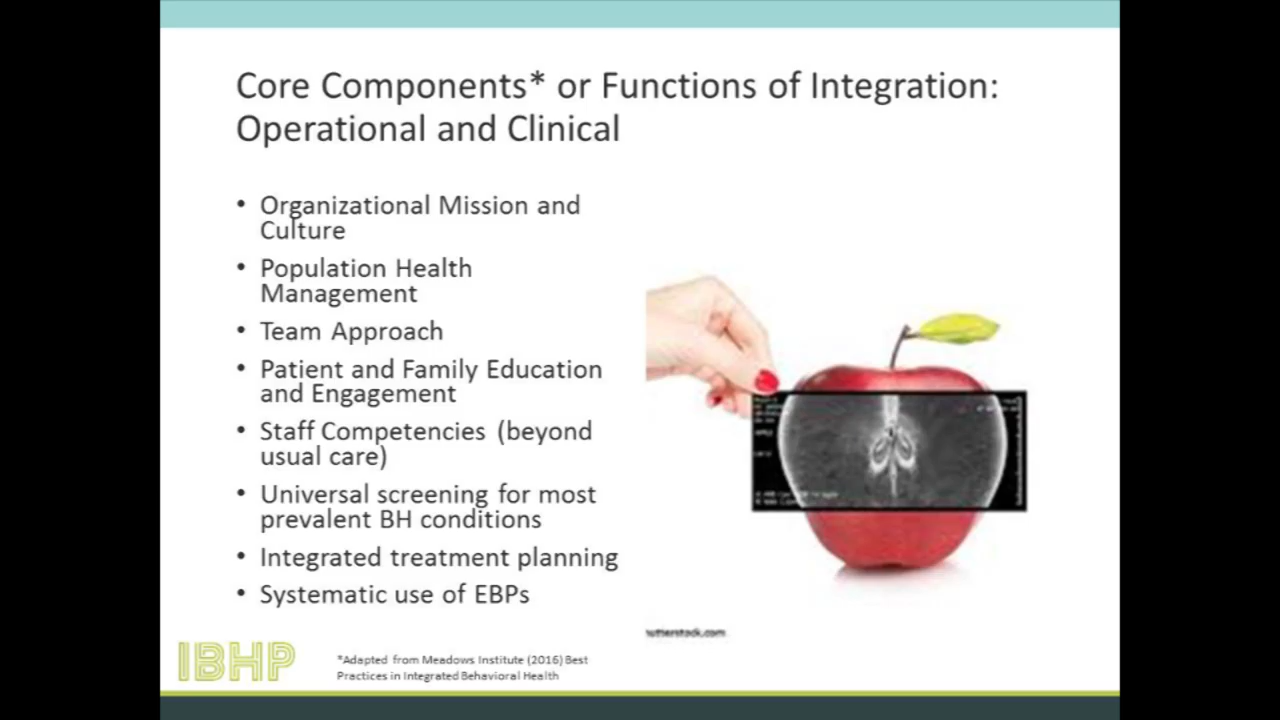 Core Components* or Functions of Integration:
Operational and Clinical
• Organizational Mission and
Culture
• Population Health
Management
• Team Approach
• Patient and Family Education
and Engagement
• Staff Competencies (beyond
usual care)
• Universal screening for most
prevalent BH conditions
• Integrated treatment planning
• Systematic use of EBPs
utterstock.com
IBHP
*Adapted from Meadows Institute (2016) Best
Practices in Integrated Behavioral Health